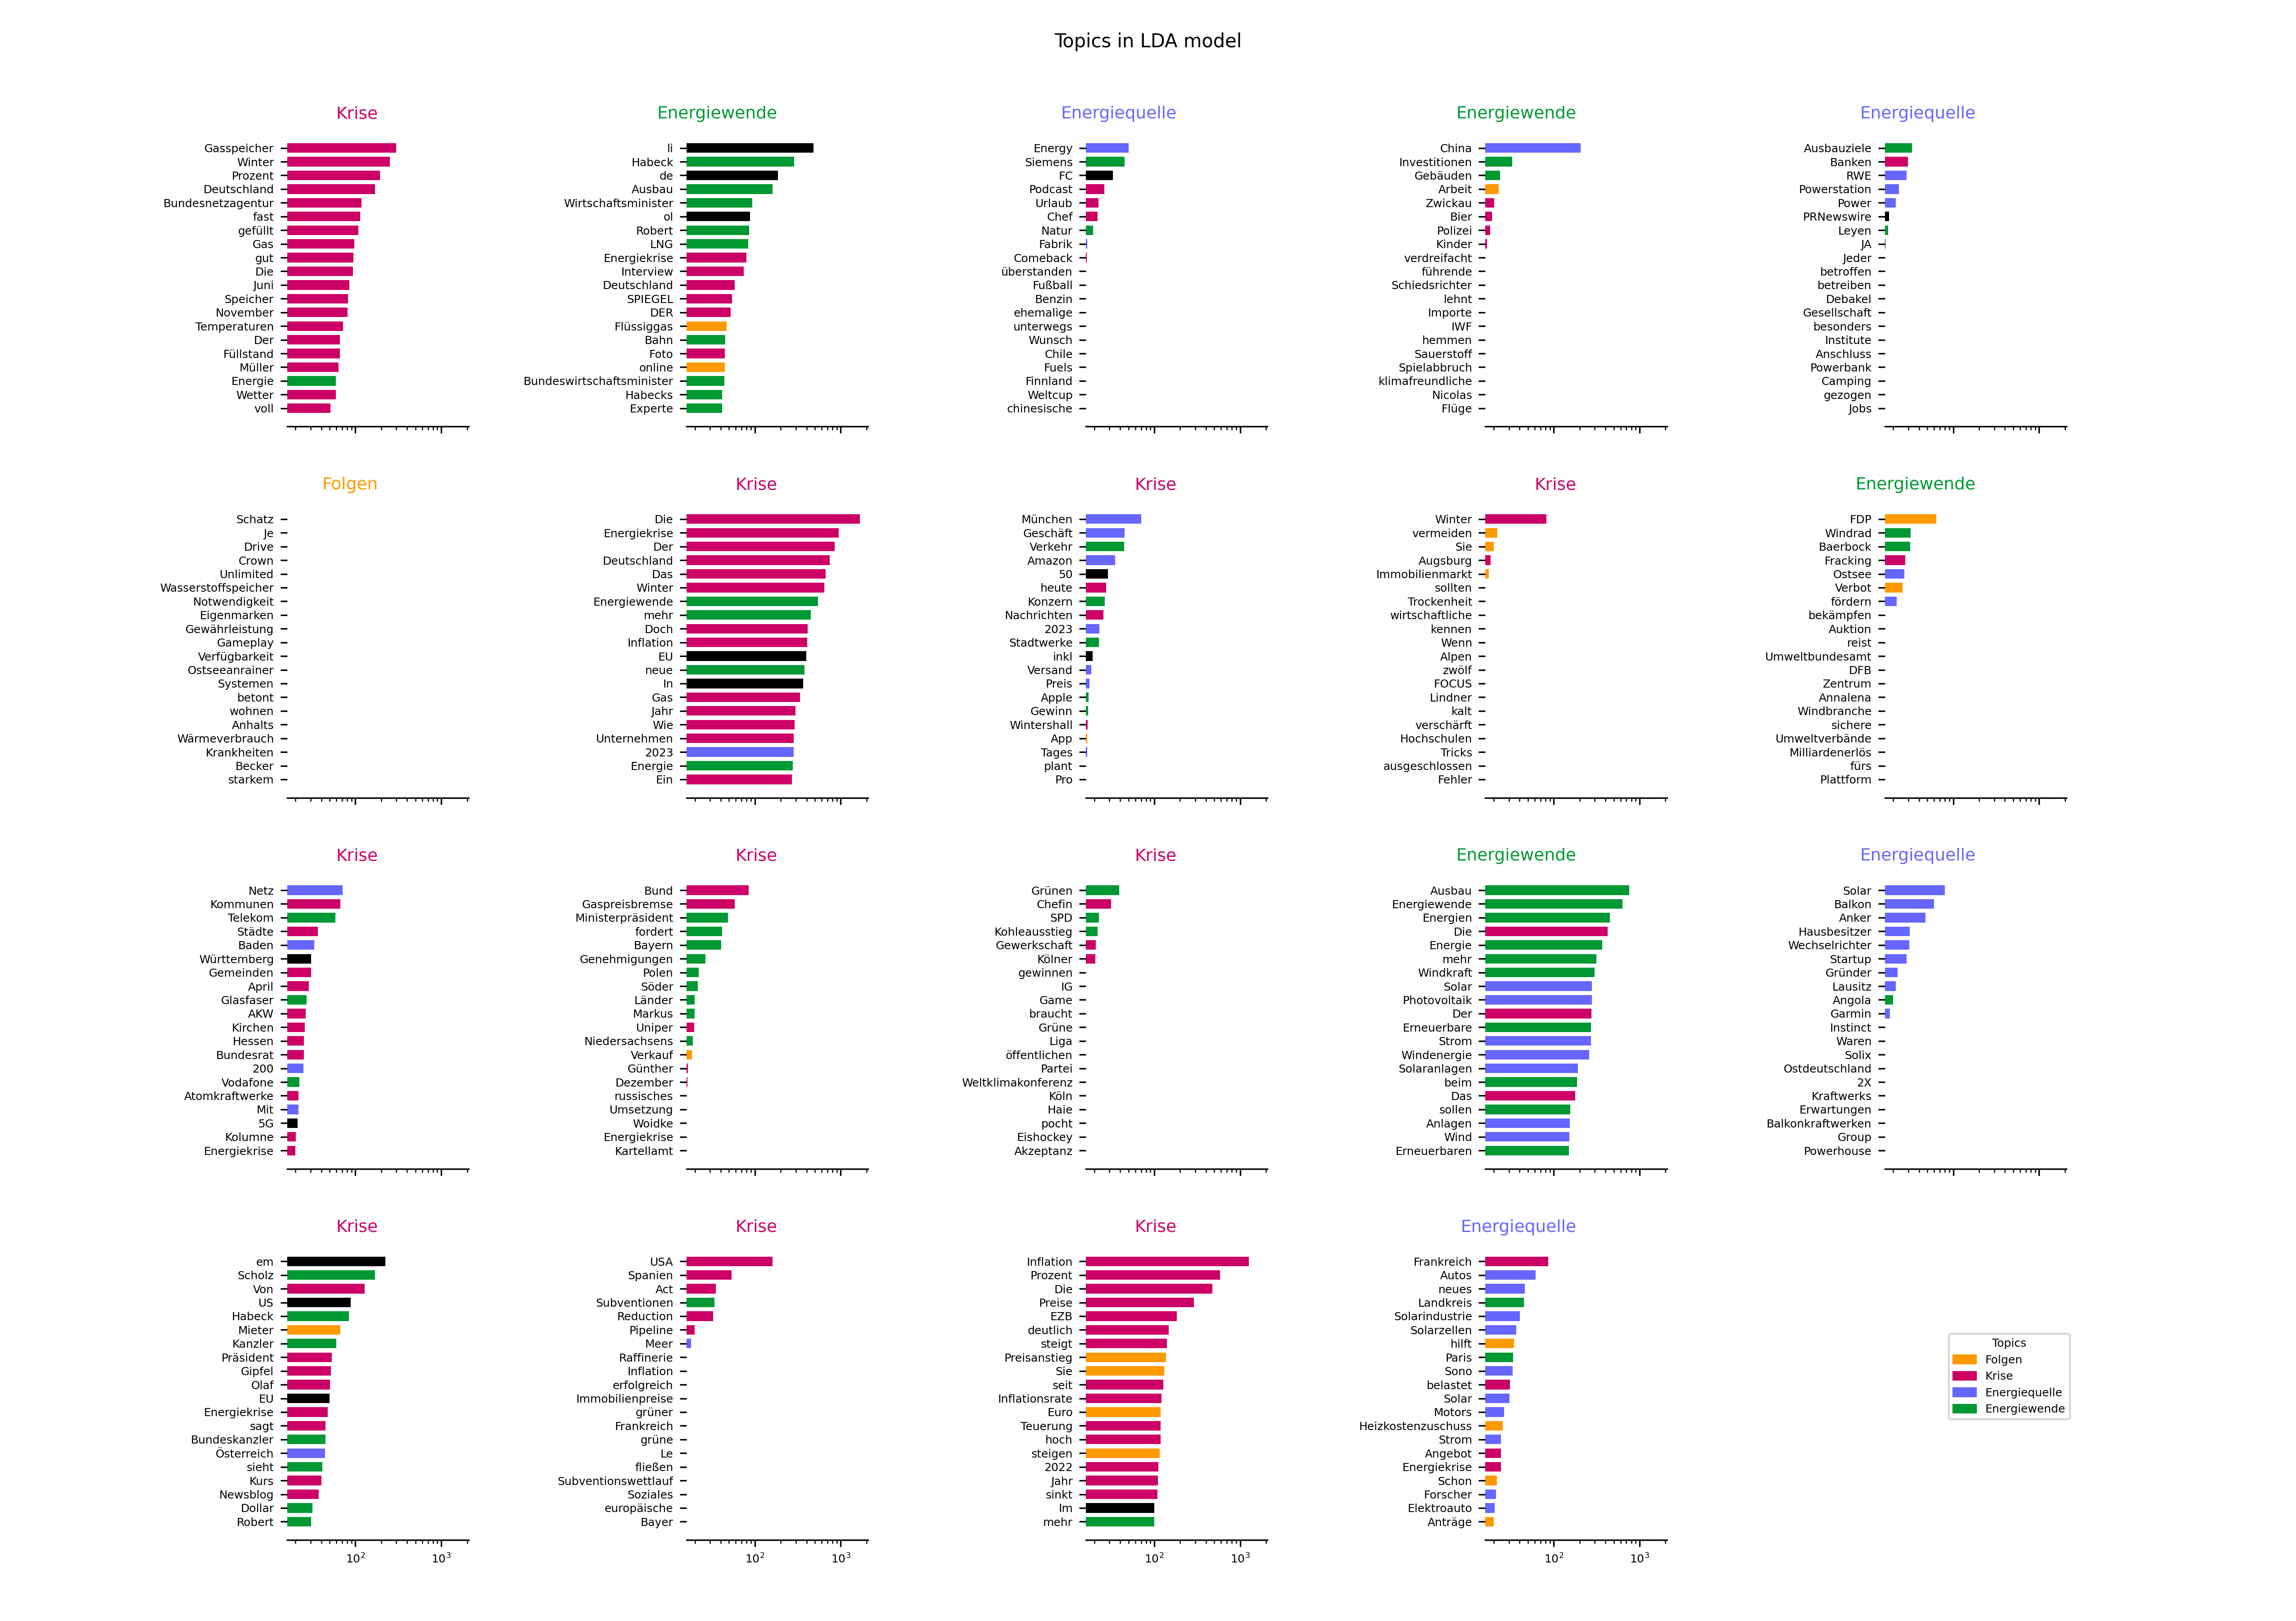 Topics in LDA model
Krise
Gasspeicher
Winter
Prozent
Deutschland
Bundesnetzagentur
fast
gefüllt
Gas
gut
Die
Juni
Speicher
November
Temperaturen
Der
Füllstand
Müller
Energie
Wetter
voll
Energiewende
li
Habeck
de
Ausbau
Wirtschaftsminister
ol
Robert
LNG
Energiekrise
Interview
Deutschland
SPIEGEL
DER
Flüssiggas
Bahn
Foto
online
Bundeswirtschaftsminister
Habecks
Experte
Energiequelle
Energy
Siemens
FC
Podcast
Urlaub
Chef
Natur
Fabrik
Comeback
überstanden
Fußball
Benzin
ehemalige
unterwegs
Wunsch
Chile
Fuels
Finnland
Weltcup
chinesische
Energiewende
China
Investitionen
Gebäuden
Arbeit
Zwickau
Bier
Polizei
Kinder
verdreifacht
führende
Schiedsrichter
lehnt
Importe
IWF
hemmen
Sauerstoff
Spielabbruch
klimafreundliche
Nicolas
Flüge
Energiequelle
Ausbauziele
Banken
RWE
Powerstation
Power
PRNewswire
Leyen
JA
Jeder
betroffen
betreiben
Debakel
Gesellschaft
besonders
Institute
Anschluss
Powerbank
Camping
gezogen
Jobs
Folgen
Schatz
Je
Drive
Crown
Unlimited
Wasserstoffspeicher
Notwendigkeit
Eigenmarken
Gewährleistung
Gameplay
Verfügbarkeit
Ostseeanrainer
Systemen
betont
wohnen
Anhalts
Wärmeverbrauch
Krankheiten
Becker
starkem
Krise
Die
Energiekrise
Der
Deutschland
Das
Winter
Energiewende
mehr
Doch
Inflation
EU
neue
In
Gas
Jahr
Wie
Unternehmen
2023
Energie
Ein
Krise
München
Geschäft
Verkehr
Amazon
50
heute
Konzern
Nachrichten
2023
Stadtwerke
inkl
Versand
Preis
Apple
Gewinn
Wintershall
App
Tages
plant
Pro
Krise
Winter
vermeiden
Sie
Augsburg
Immobilienmarkt
sollten
Trockenheit
wirtschaftliche
kennen
Wenn
Alpen
zwölf
FOCUS
Lindner
kalt
verschärft
Hochschulen
Tricks
ausgeschlossen
Fehler
Energiewende
FDP
Windrad
Baerbock
Fracking
Ostsee
Verbot
fördern
bekämpfen
Auktion
reist
Umweltbundesamt
DFB
Zentrum
Annalena
Windbranche
sichere
Umweltverbände
Milliardenerlös
fürs
Plattform
Krise
Netz
Kommunen
Telekom
Städte
Baden
Württemberg
Gemeinden
April
Glasfaser
AKW
Kirchen
Hessen
Bundesrat
200
Vodafone
Atomkraftwerke
Mit
5G
Kolumne
Energiekrise
Krise
Bund
Gaspreisbremse
Ministerpräsident
fordert
Bayern
Genehmigungen
Polen
Söder
Länder
Markus
Uniper
Niedersachsens
Verkauf
Günther
Dezember
russisches
Umsetzung
Woidke
Energiekrise
Kartellamt
Krise
Grünen
Chefin
SPD
Kohleausstieg
Gewerkschaft
Kölner
gewinnen
IG
Game
braucht
Grüne
Liga
öffentlichen
Partei
Weltklimakonferenz
Köln
Haie
pocht
Eishockey
Akzeptanz
Energiewende
Ausbau
Energiewende
Energien
Die
Energie
mehr
Windkraft
Solar
Photovoltaik
Der
Erneuerbare
Strom
Windenergie
Solaranlagen
beim
Das
sollen
Anlagen
Wind
Erneuerbaren
Energiequelle
Solar
Balkon
Anker
Hausbesitzer
Wechselrichter
Startup
Gründer
Lausitz
Angola
Garmin
Instinct
Waren
Solix
Ostdeutschland
2X
Kraftwerks
Erwartungen
Balkonkraftwerken
Group
Powerhouse
Krise
em
Scholz
Von
US
Habeck
Mieter
Kanzler
Präsident
Gipfel
Olaf
EU
Energiekrise
sagt
Bundeskanzler
Österreich
sieht
Kurs
Newsblog
Dollar
Robert
10² 10³
Krise
USA
Spanien
Act
Subventionen
Reduction
Pipeline
Meer
Raffinerie
Inflation
erfolgreich
Immobilienpreise
grüner
Frankreich
grüne
Le
fließen
Subventionswettlauf
Soziales
europäische
Bayer
10² 10³
Krise
Inflation
Prozent
Die
Preise
EZB
deutlich
steigt
Preisanstieg
Sie
seit
Inflationsrate
Euro
Teuerung
hoch
steigen
2022
Jahr
sinkt
Im
mehr
10² 10³
Energiequelle
Frankreich
Autos
neues
Landkreis
Solarindustrie
Solarzellen
hilft
Paris
Sono
belastet
Solar
Motors
Heizkostenzuschuss
Strom
Angebot
Energiekrise
Schon
Forscher
Elektroauto
Anträge
10² 10³
Topics
Folgen
Krise
Energiequelle
Energiewende